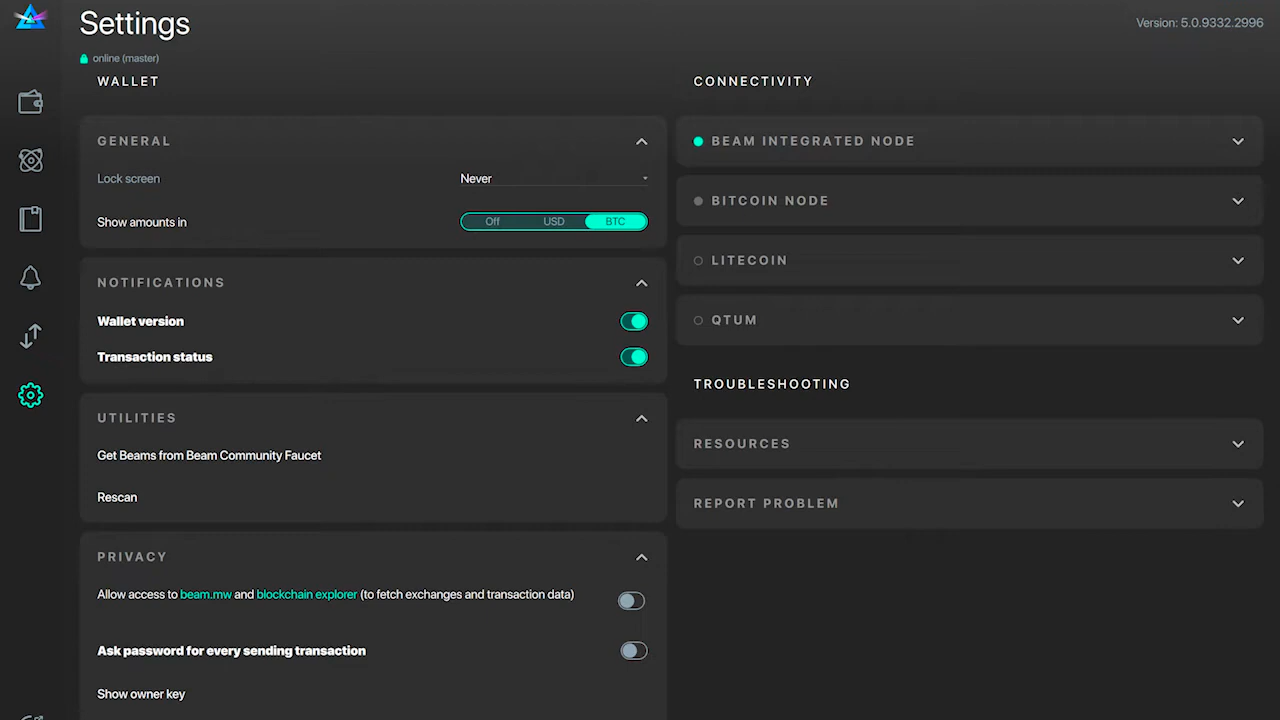 Settings
Version: 5.0.9332.2996
online (master)
WALLET
GENERAL
Lock screen
Never
Show amounts in
Off
USD
BTC
NOTIFICATIONS
Wallet version
Transaction status
UTILITIES
Get Beams from Beam Community Faucet
Rescan
PRIVACY
Allow access to beam.mw and blockchain explorer (to fetch exchanges and transaction data)
Ask password for every sending transaction
Show owner key
CONNECTIVITY
BEAM INTEGRATED NODE
BITCOIN NODE
LITECOIN
QTUM
TROUBLESHOOTING
RESOURCES
REPORT PROBLEM